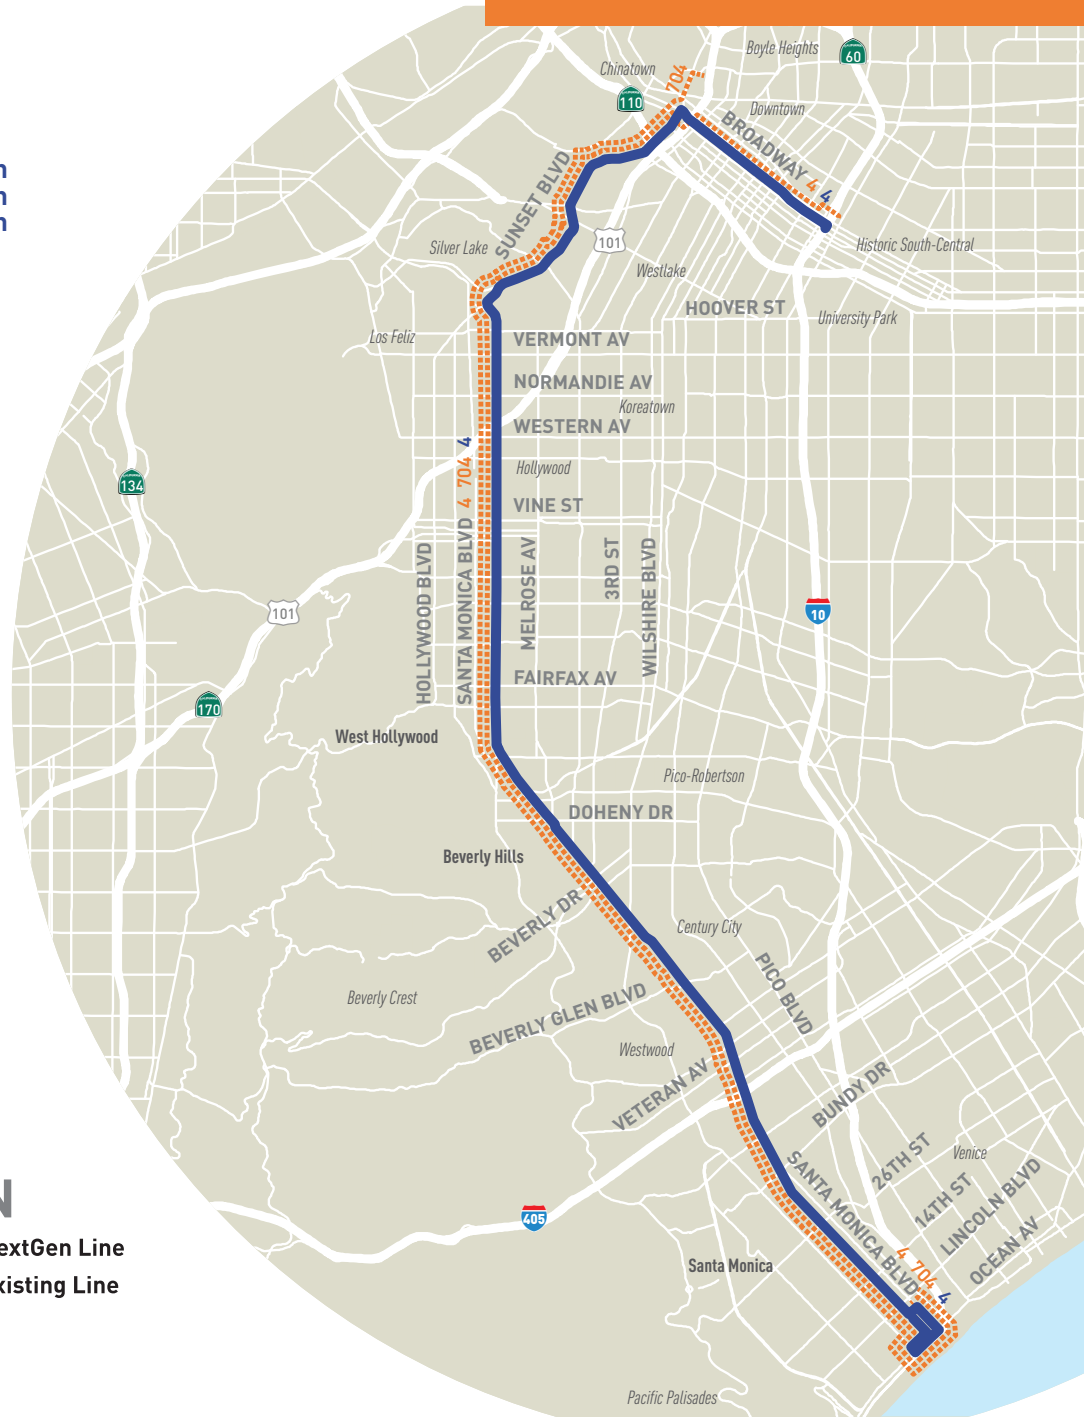 Boyle Heights
60
Chinatown
704
110
Downtown
BROADWAY 4 4
SUNSET BLVD
101
Silver Lake
Historic South-Central
Westlake
HOOVER ST
University Park
Los Feliz
VERMONT AV
NORMANDIE AV
Koreatown
WESTERN AV
Hollywood
134
VINE ST
HOLLYWOOD BLVD
SANTA MONICA BLVD 4 704 4
MELROSE AV
3RD ST
WILSHIRE BLVD
101
10
FAIRFAX AV
170
West Hollywood
Pico-Robertson
DOHENY DR
Beverly Hills
BEVERLY DR
Century City
PICO BLVD
Beverly Crest
BEVERLY GLEN BLVD
Westwood
VETERAN AV
BUNDY DR
26TH ST
Venice
14TH ST
LINCOLN BLVD
OCEAN AV
SANTA MONICA BLVD
4 704 4
405
Santa Monica
Pacific Palisades
n
n
n
N
extGen Line
xisting Line